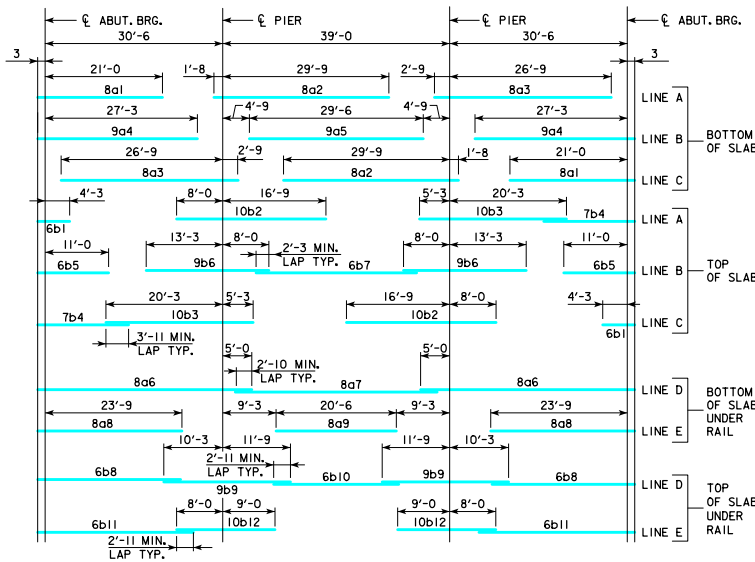 ℄ ABUT. BRG. ℄ PIER ℄ PIER ℄ ABUT. BRG.
30'-6 39'-0 30'-6
3 3
21'-0 1'-8 29'-9 2'-9 26'-9
8a1 8a2 8a3 LINE A
27'-3 4'-9 29'-6 4'-9 27'-3
9a4 9a5 9a4 LINE B
BOTTOM
OF SLAB
26'-9 2'-9 29'-9 1'-8 21'-0
8a3 8a2 8a1 LINE C
4'-3 8'-0 16'-9 5'-3 20'-3
6b1 10b2 10b3 7b4 LINE A
11'-0 13'-3 8'-0 2'-3 MIN. LAP TYP. 8'-0 13'-3 11'-0
6b5 9b6 6b7 9b6 6b5 LINE B
TOP
OF SLAB
20'-3 5'-3 16'-9 8'-0 4'-3
7b4 10b3 10b2 6b1 LINE C
3'-11 MIN.
LAP TYP.
5'-0 5'-0
2'-10 MIN.
LAP TYP.
8a6 8a7 8a6 LINE D
23'-9 9'-3 20'-6 9'-3 23'-9
8a8 8a9 8a8 LINE E
BOTTOM
OF SLAB
UNDER
RAIL
10'-3 11'-9 11'-9 10'-3
2'-11 MIN.
LAP TYP.
6b8 9b9 6b10 9b9 6b8 LINE D
8'-0 9'-0 9'-0 8'-0
6b11 10b12 10b12 6b11 LINE E
TOP
OF SLAB
UNDER
RAIL
2'-11 MIN.
LAP TYP.